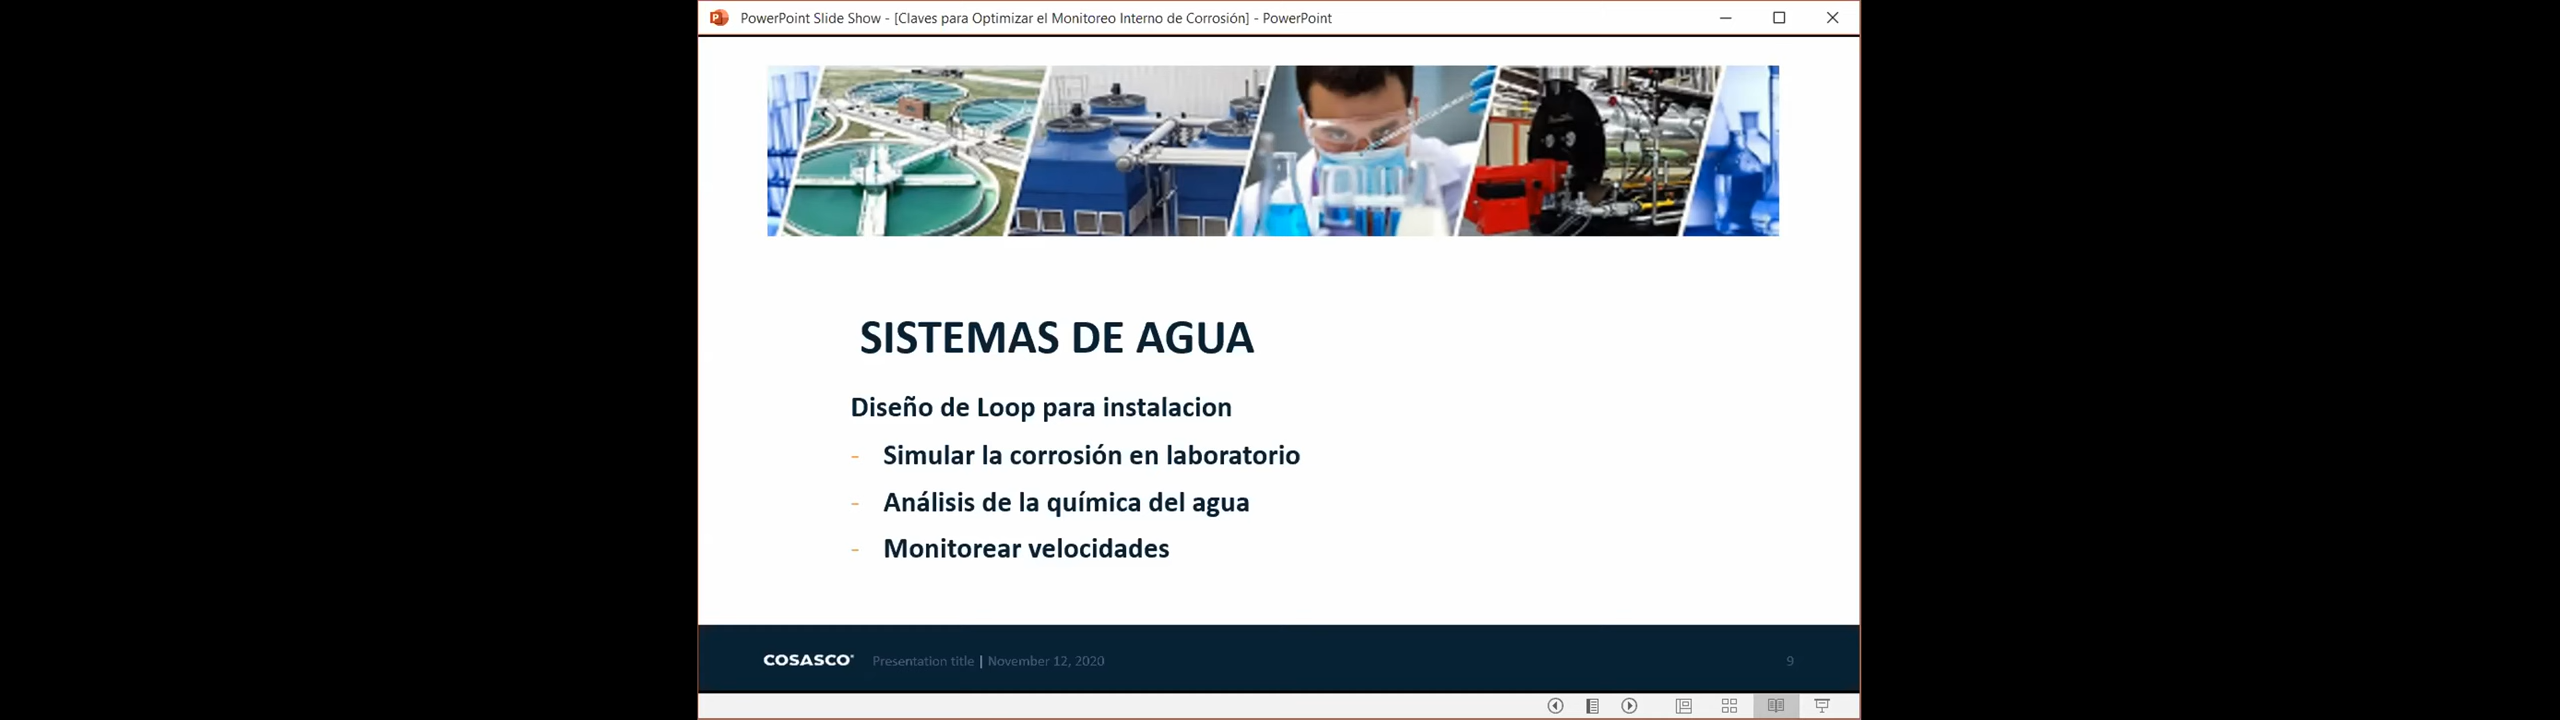 PowerPoint Slide Show - [Claves para Optimizar el Monitoreo Interno de Corrosión] - PowerPoint
SISTEMAS DE AGUA
Diseño de Loop para instalacion
- Simular la corrosión en laboratorio
- Análisis de la química del agua
- Monitorear velocidades
COSASCO® Presentation title | November 12, 2020 9